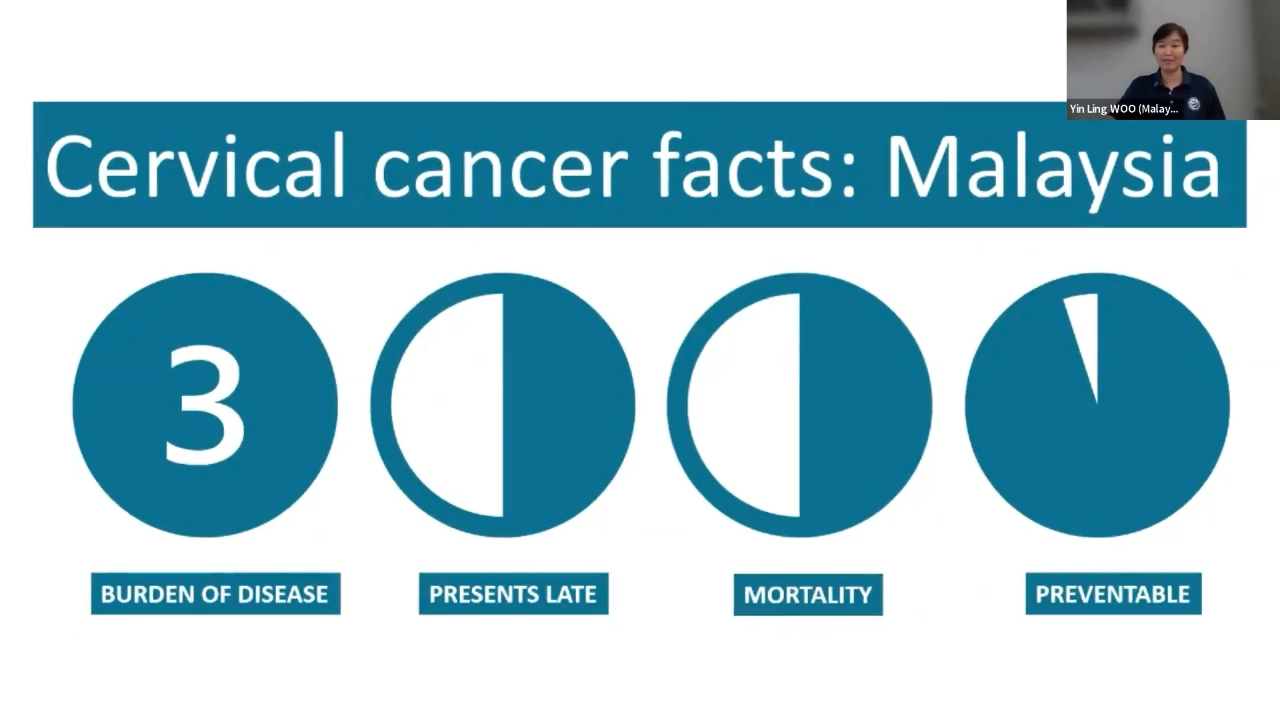 Yin Ling WOO (Malay...
Cervical cancer facts: Malaysia
3
BURDEN OF DISEASE
PRESENTS LATE
MORTALITY
PREVENTABLE